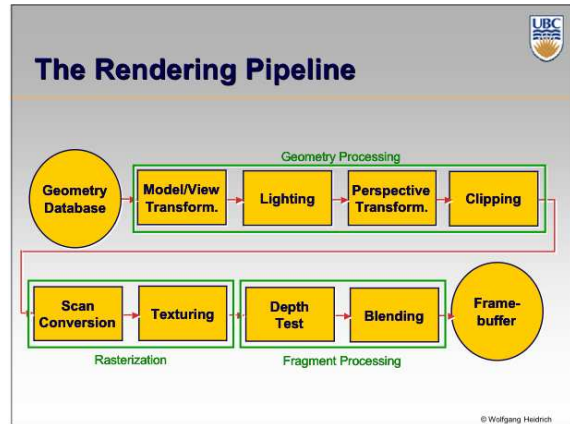 UBC
The Rendering Pipeline
Geometry Processing
Geometry
Database
Model/View
Transform.
Lighting
Perspective
Transform.
Clipping
Scan
Conversion
Texturing
Depth
Test
Blending
Frame-
buffer
Rasterization
Fragment Processing
© Wolfgang Heidrich